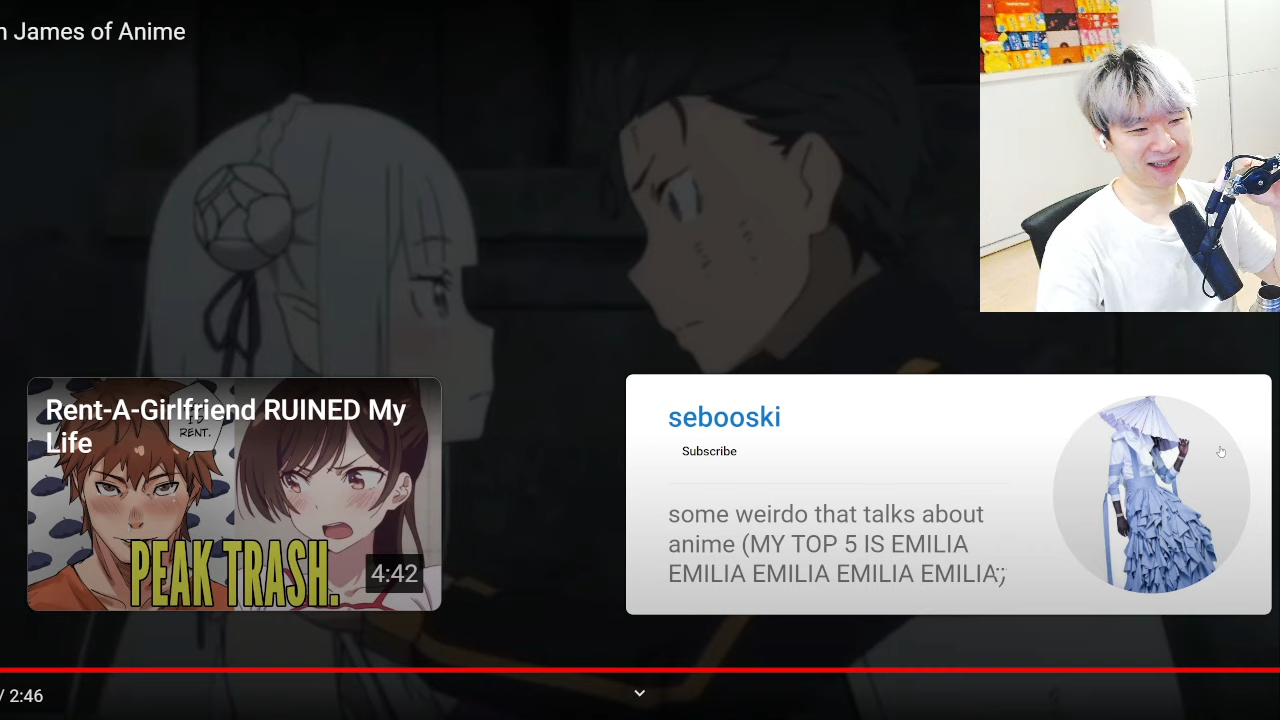 n James of Anime
Rent-A-Girlfriend RUINED My
Life
IS
RENT.
PEAK TRASH.
4:42
sebooski
Subscribe
some weirdo that talks about
anime (MY TOP 5 IS EMILIA
EMILIA EMILIA EMILIA EMILIA;;
/ 2:46